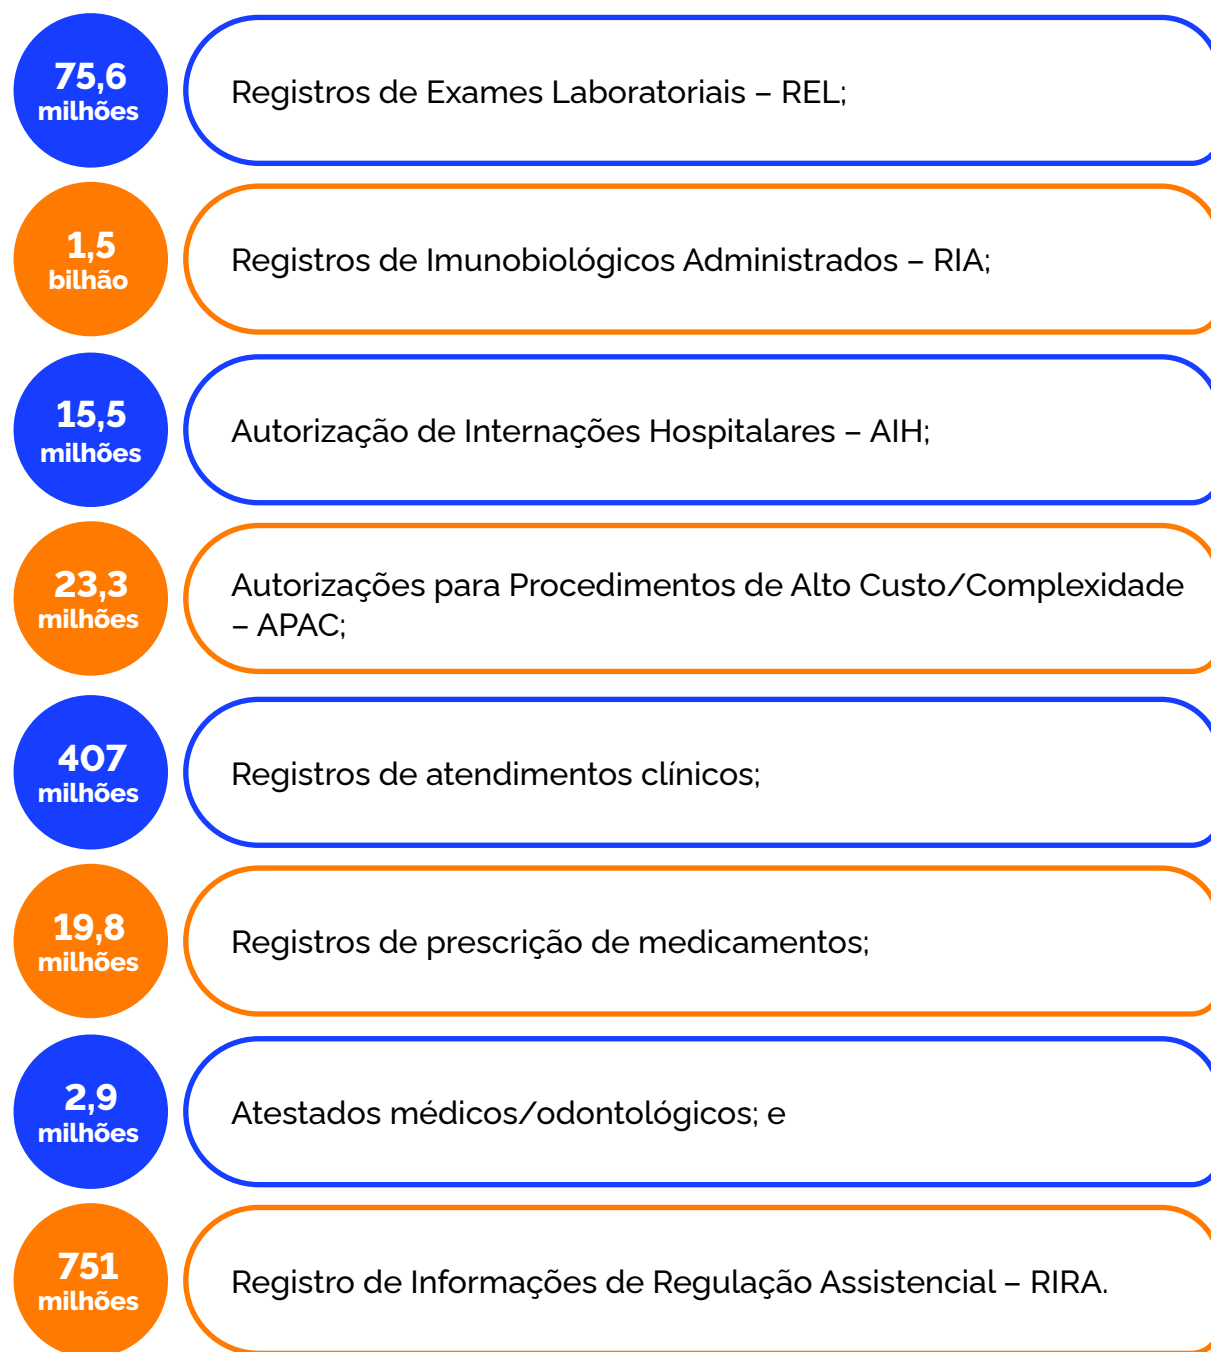 75,6
milhões
Registros de Exames Laboratoriais – REL;
1,5
bilhão
Registros de Imunobiológicos Administrados – RIA;
15,5
milhões
Autorização de Internações Hospitalares – AIH;
23,3
milhões
Autorizações para Procedimentos de Alto Custo/Complexidade
– APAC;
407
milhões
Registros de atendimentos clínicos;
19,8
milhões
Registros de prescrição de medicamentos;
2,9
milhões
Atestados médicos/odontológicos; e
751
milhões
Registro de Informações de Regulação Assistencial – RIRA.